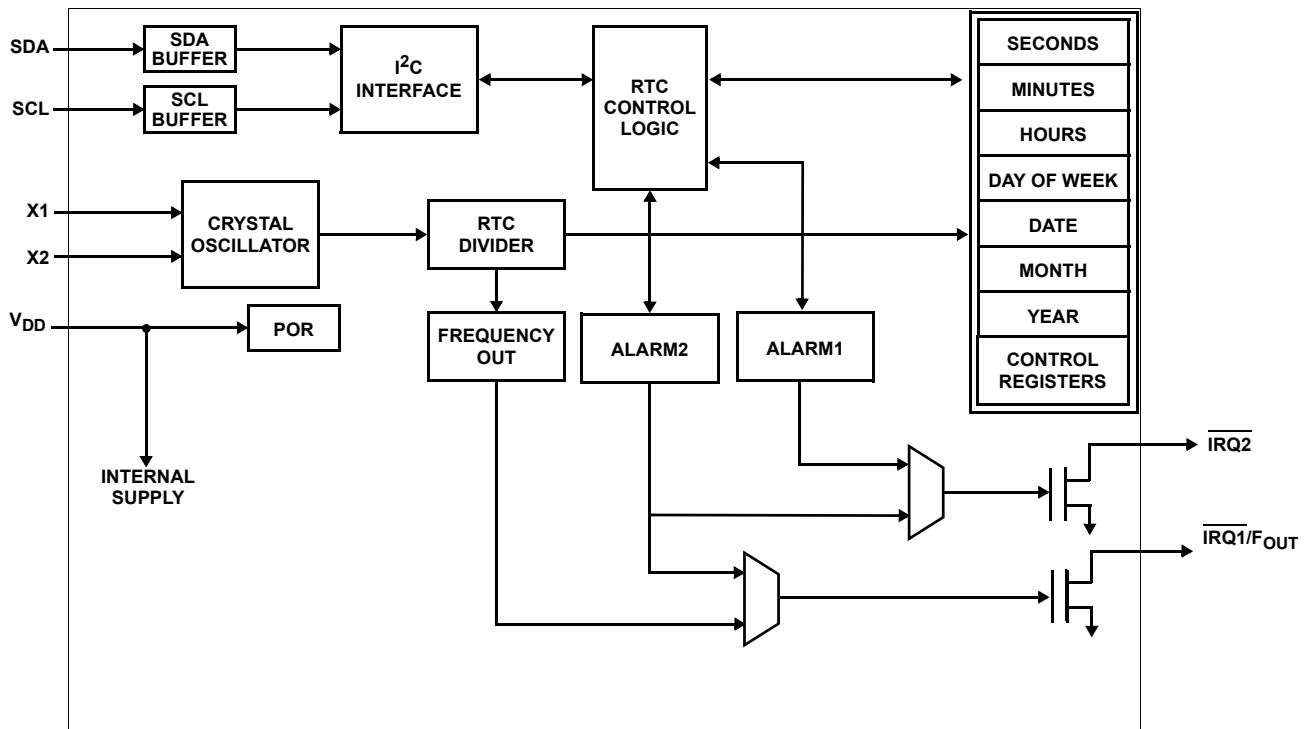 SDA
SDA
BUFFER
SCL
SCL
BUFFER
I2C
INTERFACE
RTC
CONTROL
LOGIC
SECONDS
MINUTES
HOURS
DAY OF WEEK
DATE
MONTH
YEAR
CONTROL
REGISTERS
X1
X2
CRYSTAL
OSCILLATOR
RTC
DIVIDER
VDD
POR
FREQUENCY
OUT
ALARM2
ALARM1
INTERNAL
SUPPLY
IRQ2
IRQ1/FOUT